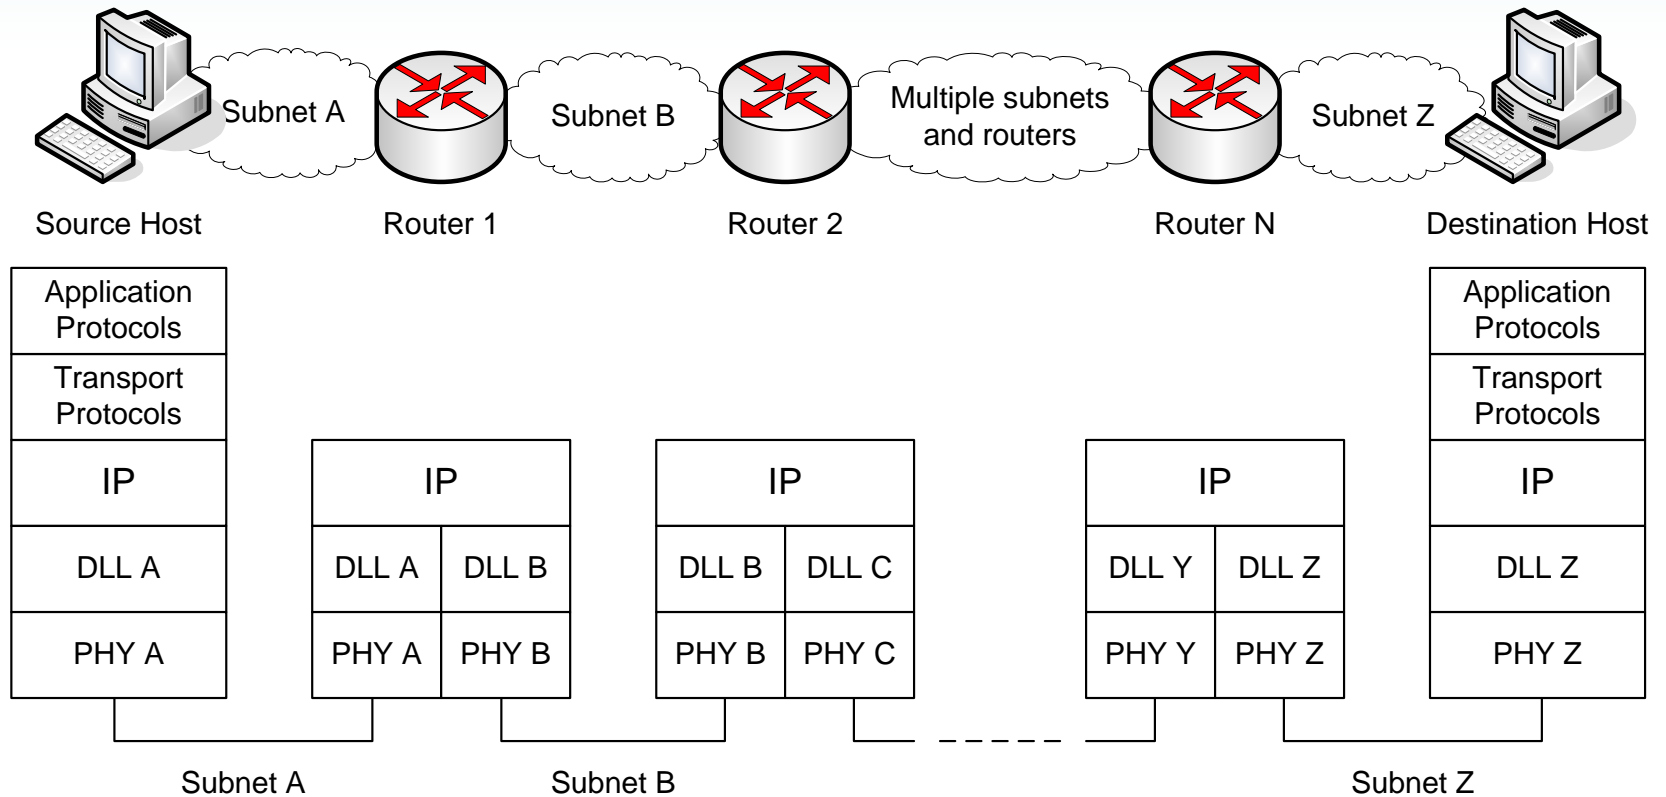 Subnet A
Subnet B
Multiple subnets
and routers
Subnet Z
Source Host
Router 1
Router 2
Router N
Destination Host
Application
Protocols
Transport
Protocols
IP
DLL A
PHY A
IP
DLL A
DLL B
PHY A
PHY B
IP
DLL B
DLL C
PHY B
PHY C
IP
DLL Y
DLL Z
PHY Y
PHY Z
Application
Protocols
Transport
Protocols
IP
DLL Z
PHY Z
Subnet A
Subnet B
Subnet Z